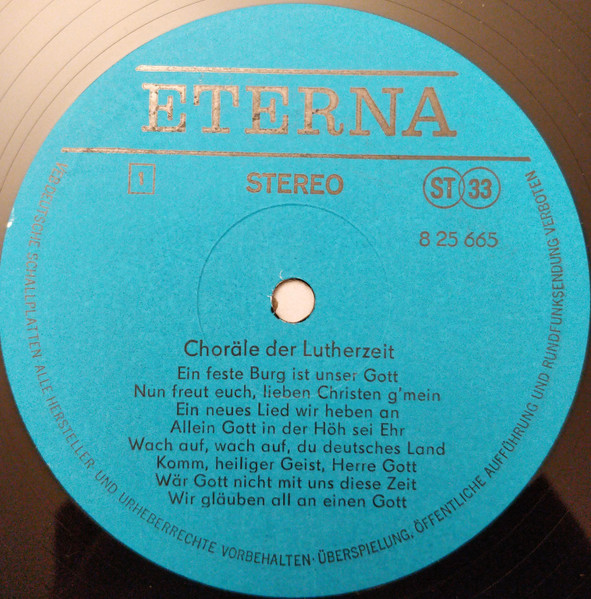 ETERNA
1
STEREO
ST 33
8 25 665
Choräle der Lutherzeit
Ein feste Burg ist unser Gott
Nun freut euch, lieben Christen g'mein
Ein neues Lied wir heben an
Allein Gott in der Höh sei Ehr
Wach auf, wach auf, du deutsches Land
Komm, heiliger Geist, Herre Gott
Wär Gott nicht mit uns diese Zeit
Wir gläuben all an einen Gott
VEB DEUTSCHE SCHALLPLATTEN ALLE HERSTELLER- UND URHEBERRECHTE VORBEHALTEN · ÜBERSPIELUNG, ÖFFENTLICHE AUFFÜHRUNG UND RUNDFUNKSENDUNG VERBOTEN